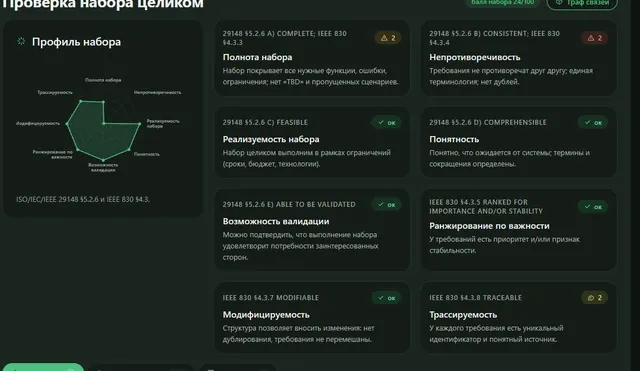 Проверка набора целиком
балл набора 24/100
Граф связей
Профиль набора
Полнота набора
Непротиворечивость
Реализуемость
набора
Понятность
Возможность
валидации
Ранжирование по
важности
Модифицируемость
Трассируемость
ISO/IEC/IEEE 29148 §5.2.6 и IEEE 830 §4.3.
29148 §5.2.6 A) COMPLETE; IEEE 830
§4.3.3
2
Полнота набора
Набор покрывает все нужные функции, ошибки,
ограничения; нет «TBD» и пропущенных сценариев.
29148 §5.2.6 B) CONSISTENT; IEEE 830
§4.3.4
2
Непротиворечивость
Требования не противоречат друг другу; единая
терминология; нет дублей.
29148 §5.2.6 C) FEASIBLE
ОК
Реализуемость набора
Набор целиком выполним в рамках ограничений
(сроки, бюджет, технологии).
29148 §5.2.6 D) COMPREHENSIBLE
ОК
Понятность
Понятно, что ожидается от системы; термины и
сокращения определены.
29148 §5.2.6 E) ABLE TO BE VALIDATED
ОК
Возможность валидации
Можно подтвердить, что выполнение набора
удовлетворит потребности заинтересованных
сторон.
IEEE 830 §4.3.5 RANKED FOR
IMPORTANCE AND/OR STABILITY
ОК
Ранжирование по важности
У требований есть приоритет и/или признак
стабильности.
IEEE 830 §4.3.7 MODIFIABLE
ОК
Модифицируемость
Структура позволяет вносить изменения: нет
дублирования, требования не перемешаны.
IEEE 830 §4.3.8 TRACEABLE
2
Трассируемость
У каждого требования есть уникальный
идентификатор и понятный источник.